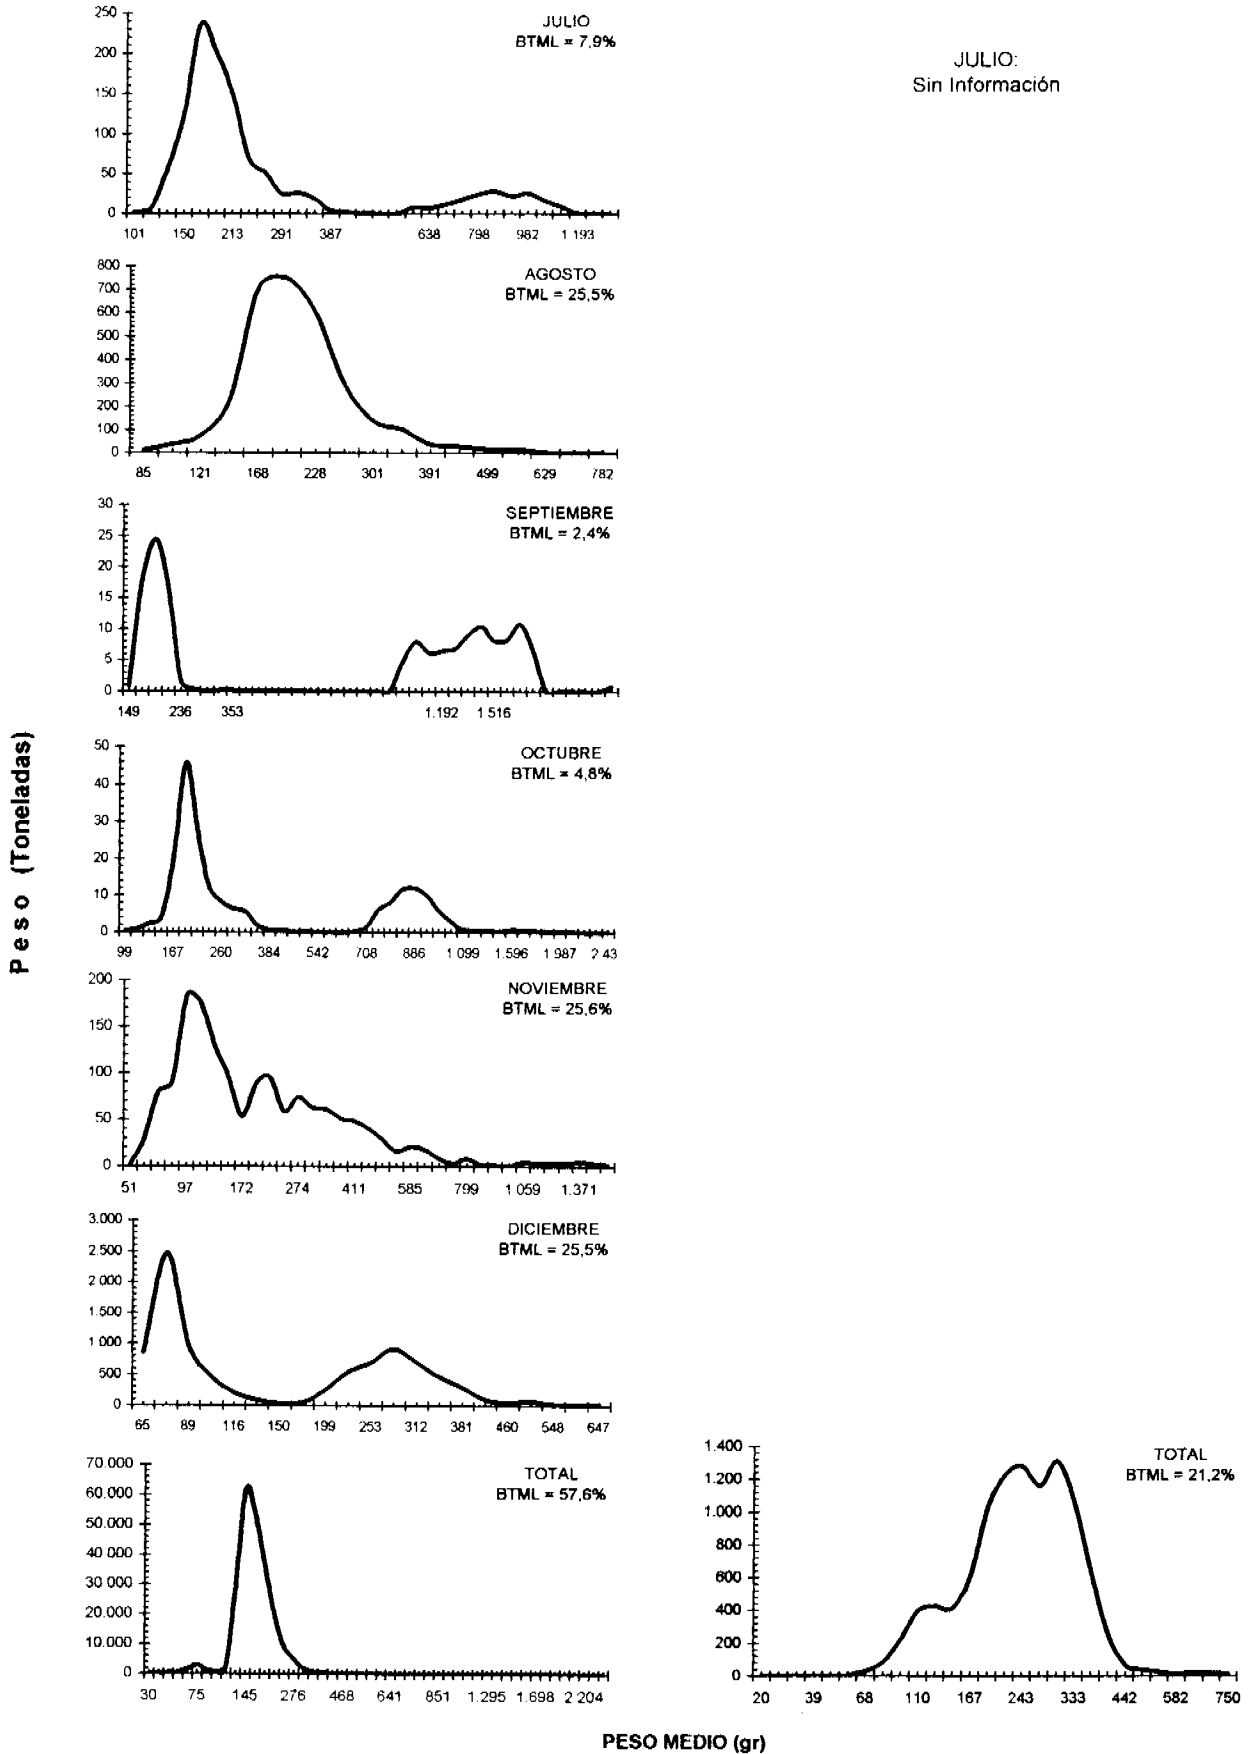 Peso (Toneladas)
JULIO
BTML = 7,9%
250
200
150
100
50
0
101 150 213 291 387 638 798 982 1 193
JULIO:
Sin Información
AGOSTO
BTML = 25,5%
800
700
600
500
400
300
200
100
0
85 121 168 228 301 391 499 629 782
SEPTIEMBRE
BTML = 2,4%
30
25
20
15
10
5
0
149 236 353 1.192 1 516
OCTUBRE
BTML = 4,8%
50
40
30
20
10
0
99 167 260 384 542 708 886 1 099 1.596 1 987 2 43
NOVIEMBRE
BTML = 25,6%
200
150
100
50
0
51 97 172 274 411 585 799 1 059 1.371
DICIEMBRE
BTML = 25,5%
3.000
2.500
2 000
1.500
1 000
500
0
65 89 116 150 199 253 312 381 460 548 647
TOTAL
BTML = 57,6%
70.000
60.000
50.000
40 000
30 000
20.000
10.000
0
30 75 145 276 468 641 851 1.295 1.698 2 204
TOTAL
BTML = 21,2%
1.400
1.200
1.000
800
600
400
200
0
20 39 68 110 167 243 333 442 582 750
PESO MEDIO (gr)